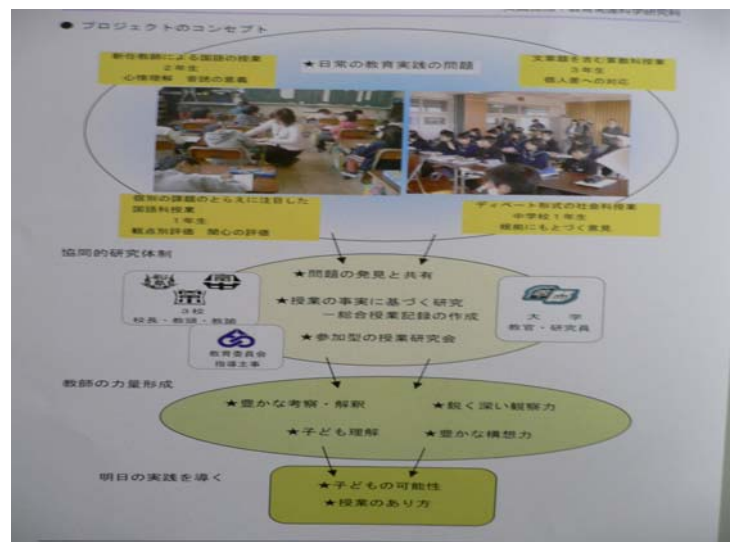 ● プロジェクトのコンセプト
新任教師による国語の授業
2年生
心情理解 音読の意義
★日常の教育実践の問題
文章題を含む算数科授業
3年生
個人差への対応
個別の課題のとらえに注目した
国語科授業
1年生
観点別評価 関心の評価
ディベート形式の社会科授業
中学校1年生
根拠にもとづく意見
協同的研究体制
★問題の発見と共有
★授業の事実に基づく研究
－総合授業記録の作成
★参加型の授業研究会
3校
校長・教頭・教諭
教育委員会
指導主事
大 学
教官・研究員
教師の力量形成
★豊かな考察・解釈
★鋭く深い観察力
★子ども理解
★豊かな構想力
明日の実践を導く
★子どもの可能性
★授業のあり方